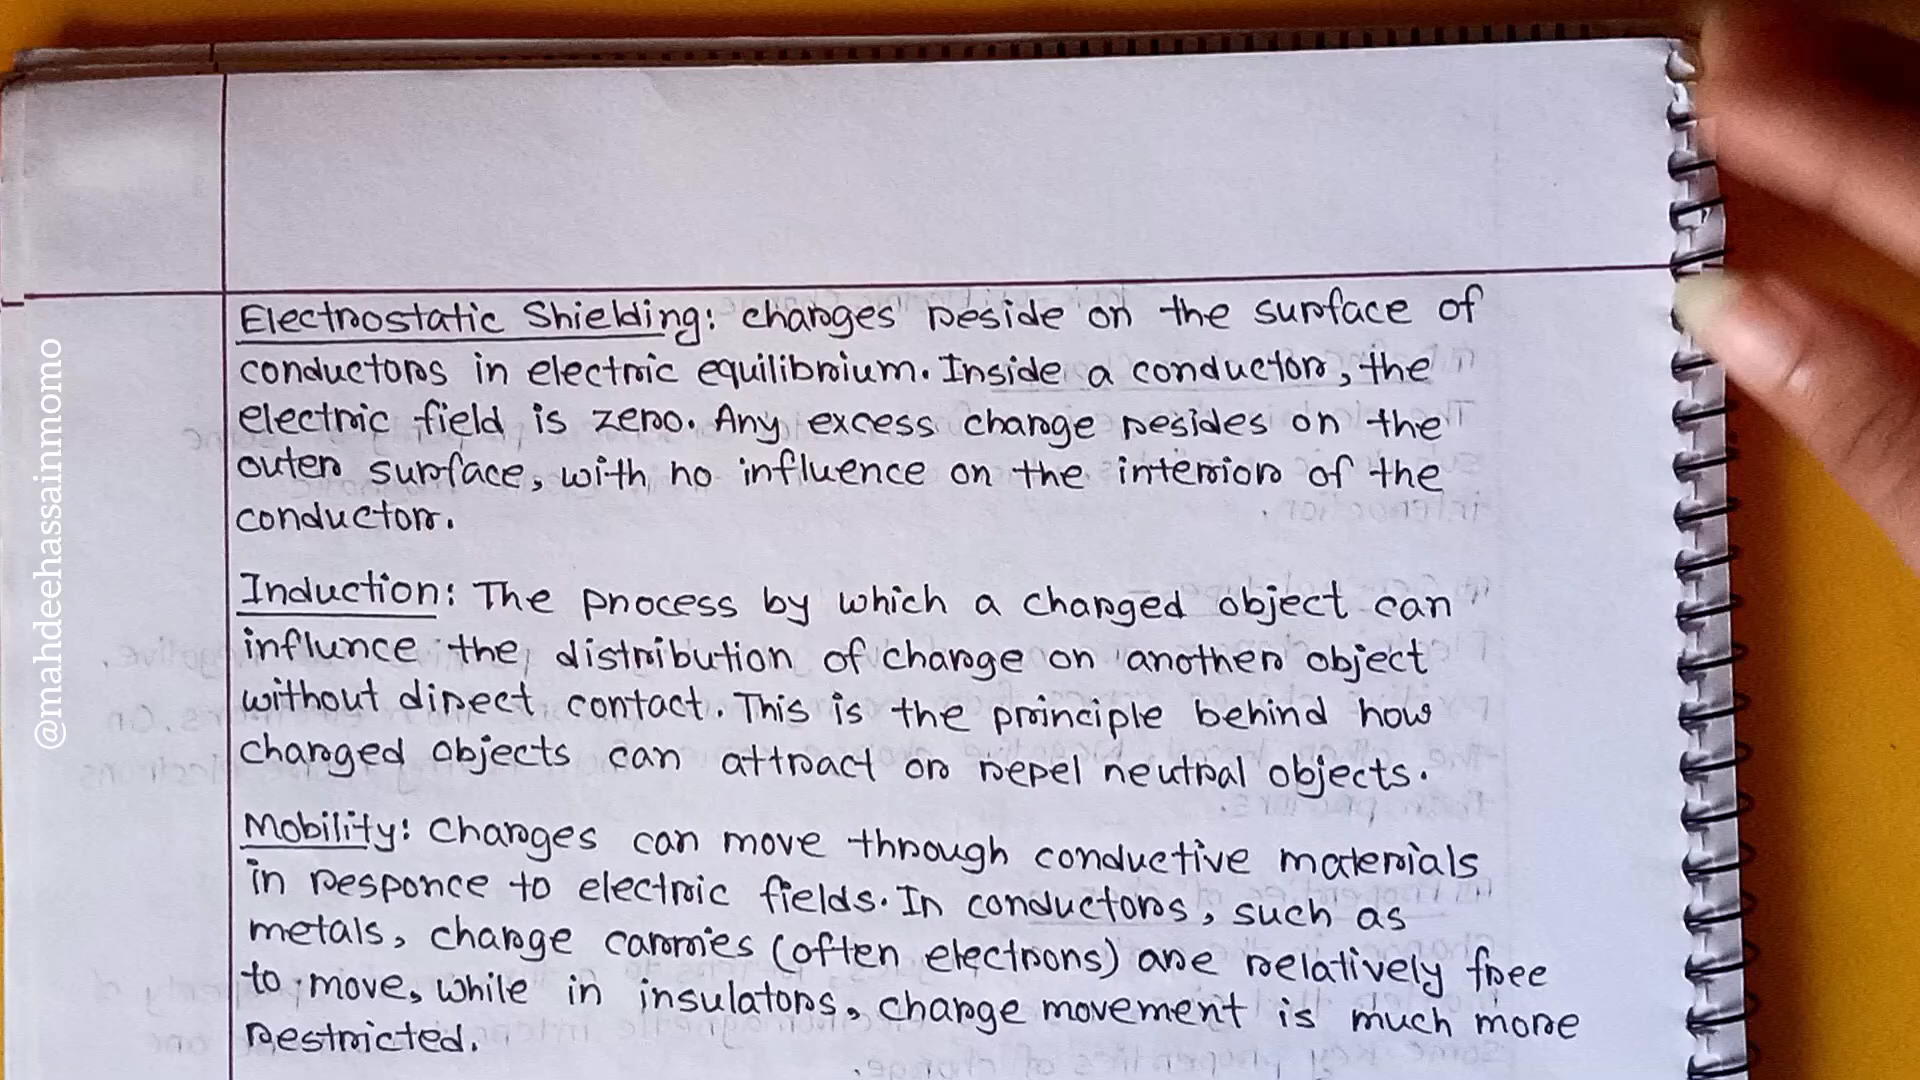 @mahdeehassainmomo
Electrostatic Shielding: charges reside on the surface of
conductors in electric equilibrium. Inside a conductor, the
electric field is zero. Any excess charge resides on the
outer surface, with no influence on the interior of the
conductor.
Induction: The process by which a charged object can
influnce the distribution of charge on another object
without direct contact. This is the principle behind how
charged objects can attract or repel neutral objects.
Mobility: Charges can move through conductive materials
in responce to electric fields. In conductors, such as
metals, charge carries (often electrons) are relatively free
to move, while in insulators, charge movement is much more
restricted.